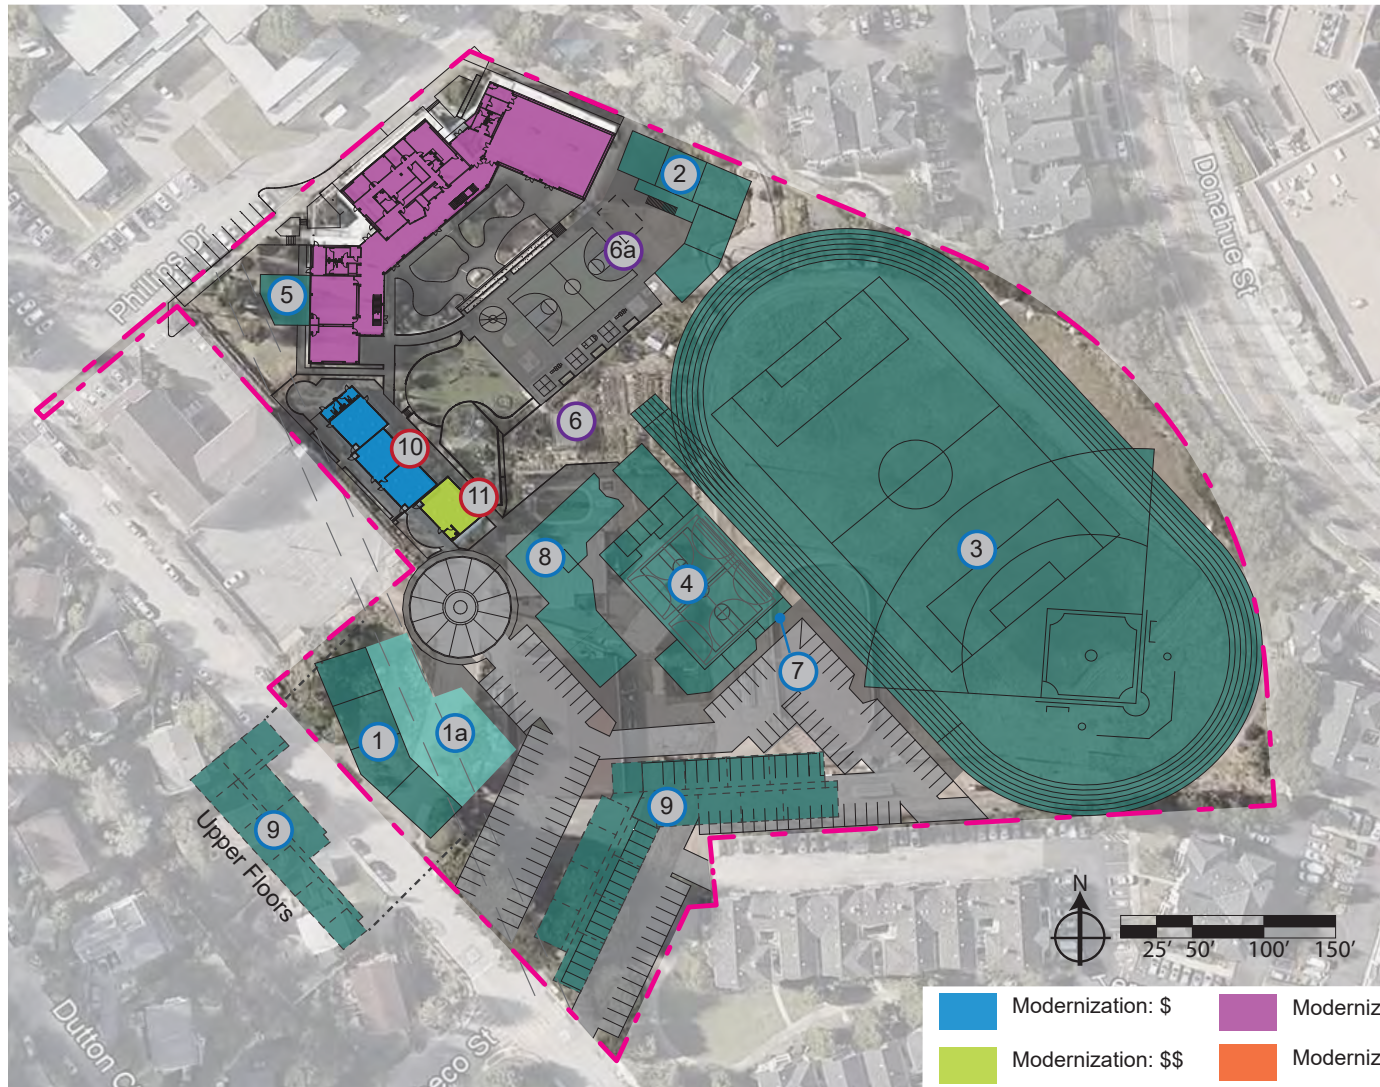 2
Donahue St
6a
Phillips Dr
5
6
10
11
8
4
3
7
1
1a
9
9
Upper Floors
N
25' 50' 100' 150'
Dutton
eco St
Modernization: $
Moderniz
Modernization: $$
Moderniz